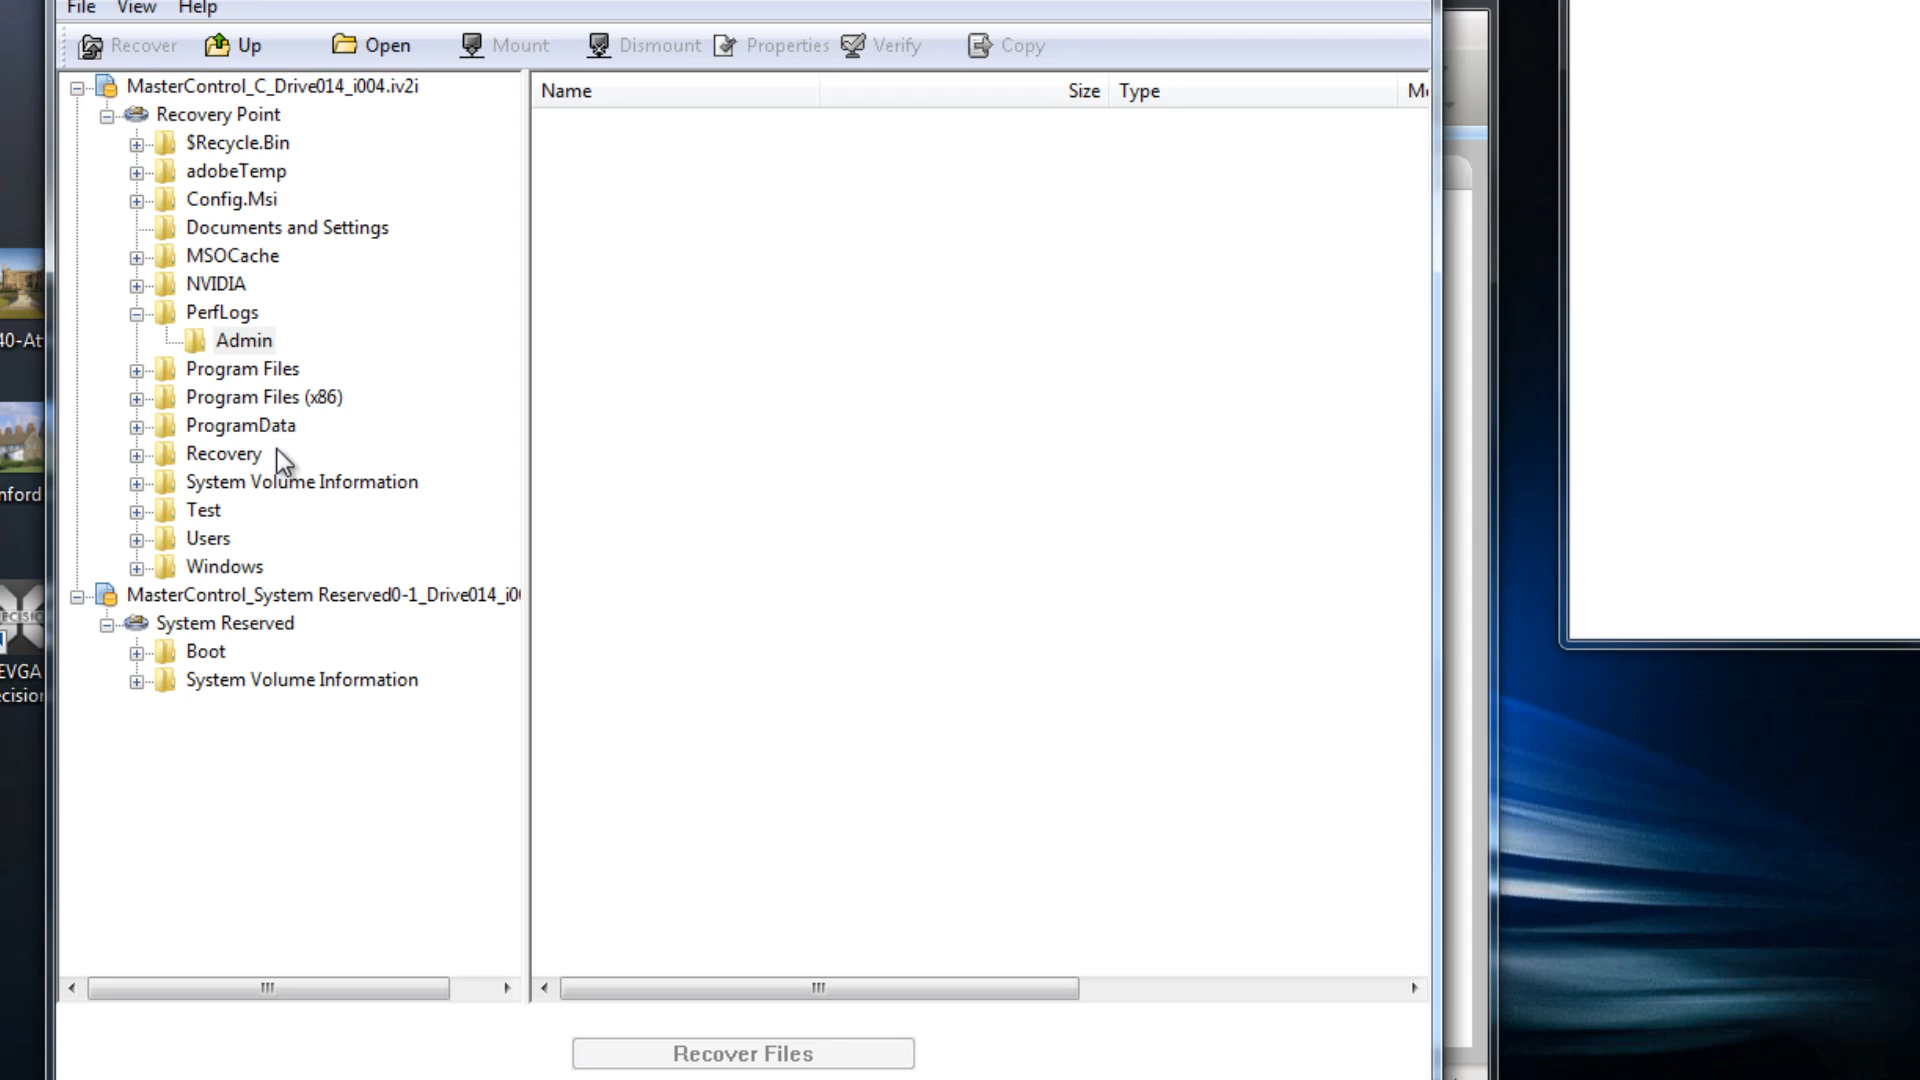 File View Help
Recover Up Open Mount Dismount Properties Verify Copy
MasterControl_C_Drive014_i004.iv2i
Name Size Type
Recovery Point
$Recycle.Bin
adobeTemp
Config.Msi
Documents and Settings
MSOCache
NVIDIA
PerfLogs
Admin
Program Files
Program Files (x86)
ProgramData
Recovery
System Volume Information
Test
Users
Windows
MasterControl_System Reserved0-1_Drive014_i0
System Reserved
Boot
System Volume Information
40-At
nford
EVGA
Recover Files